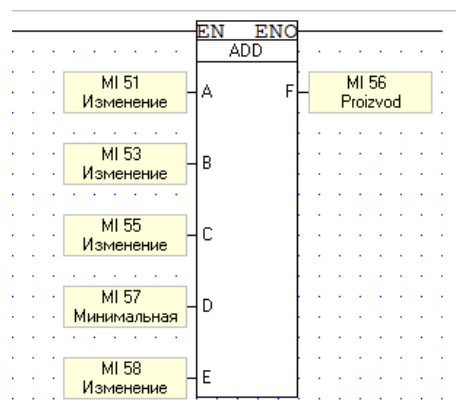 EN ENO
ADD
MI 51
Изменение
A
F
MI 56
Proizvod
MI 53
Изменение
B
MI 55
Изменение
C
MI 57
Минимальная
D
MI 58
Изменение
E